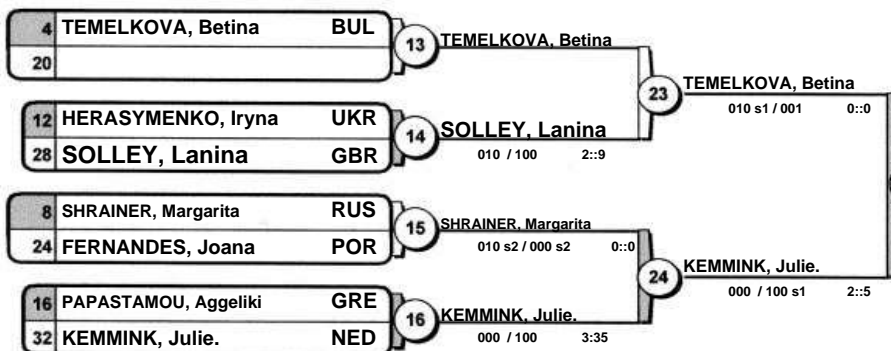 4 TEMELKOVA, Betina BUL
20
13
TEMELKOVA, Betina
12 HERASYMENKO, Iryna UKR
28 SOLLEY, Lanina GBR
14
SOLLEY, Lanina
010 / 100 2::9
23
TEMELKOVA, Betina
010 s1 / 001 0::0
8 SHRAINER, Margarita RUS
24 FERNANDES, Joana POR
15
SHRAINER, Margarita
010 s2 / 000 s2 0::0
16 PAPASTAMOU, Aggeliki GRE
32 KEMMINK, Julie. NED
16
KEMMINK, Julie.
000 / 100 3:35
24
KEMMINK, Julie.
000 / 100 s1 2::5